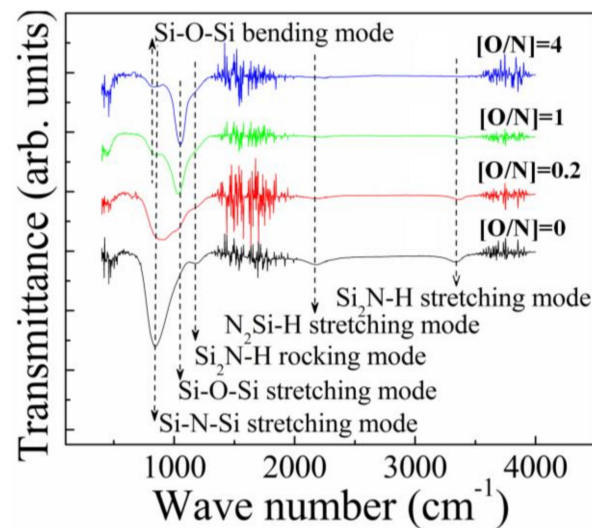 Si-O-Si bending mode
[O/N]=4
[O/N]=1
[O/N]=0.2
[O/N]=0
Si₂N-H stretching mode
N₂Si-H stretching mode
Si₂N-H rocking mode
Si-O-Si stretching mode
Si-N-Si stretching mode
Transmittance (arb. units)
1000 2000 3000 4000
Wave number (cm⁻¹)